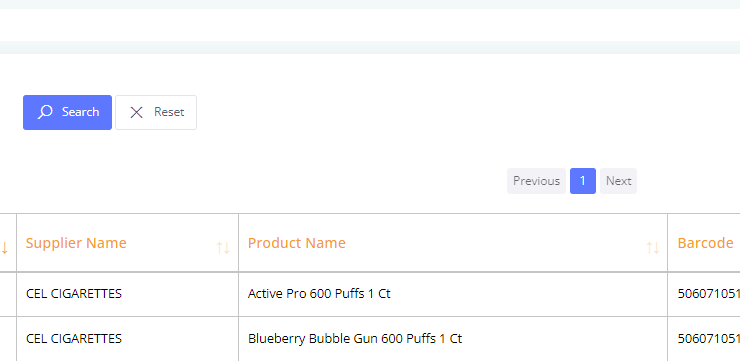 Search Reset
Previous 1 Next
Supplier Name Product Name Barcode
CEL CIGARETTES Active Pro 600 Puffs 1 Ct 506071051
CEL CIGARETTES Blueberry Bubble Gun 600 Puffs 1 Ct 506071051